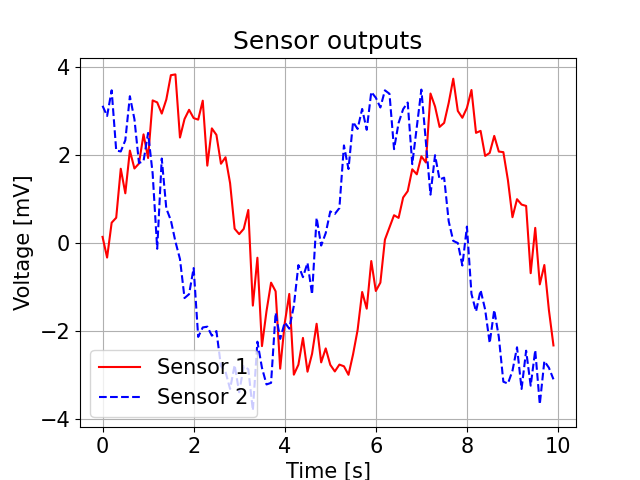 Sensor outputs
Voltage [mV]
4
2
0
−2
−4
Sensor 1
Sensor 2
0 2 4 6 8 10
Time [s]